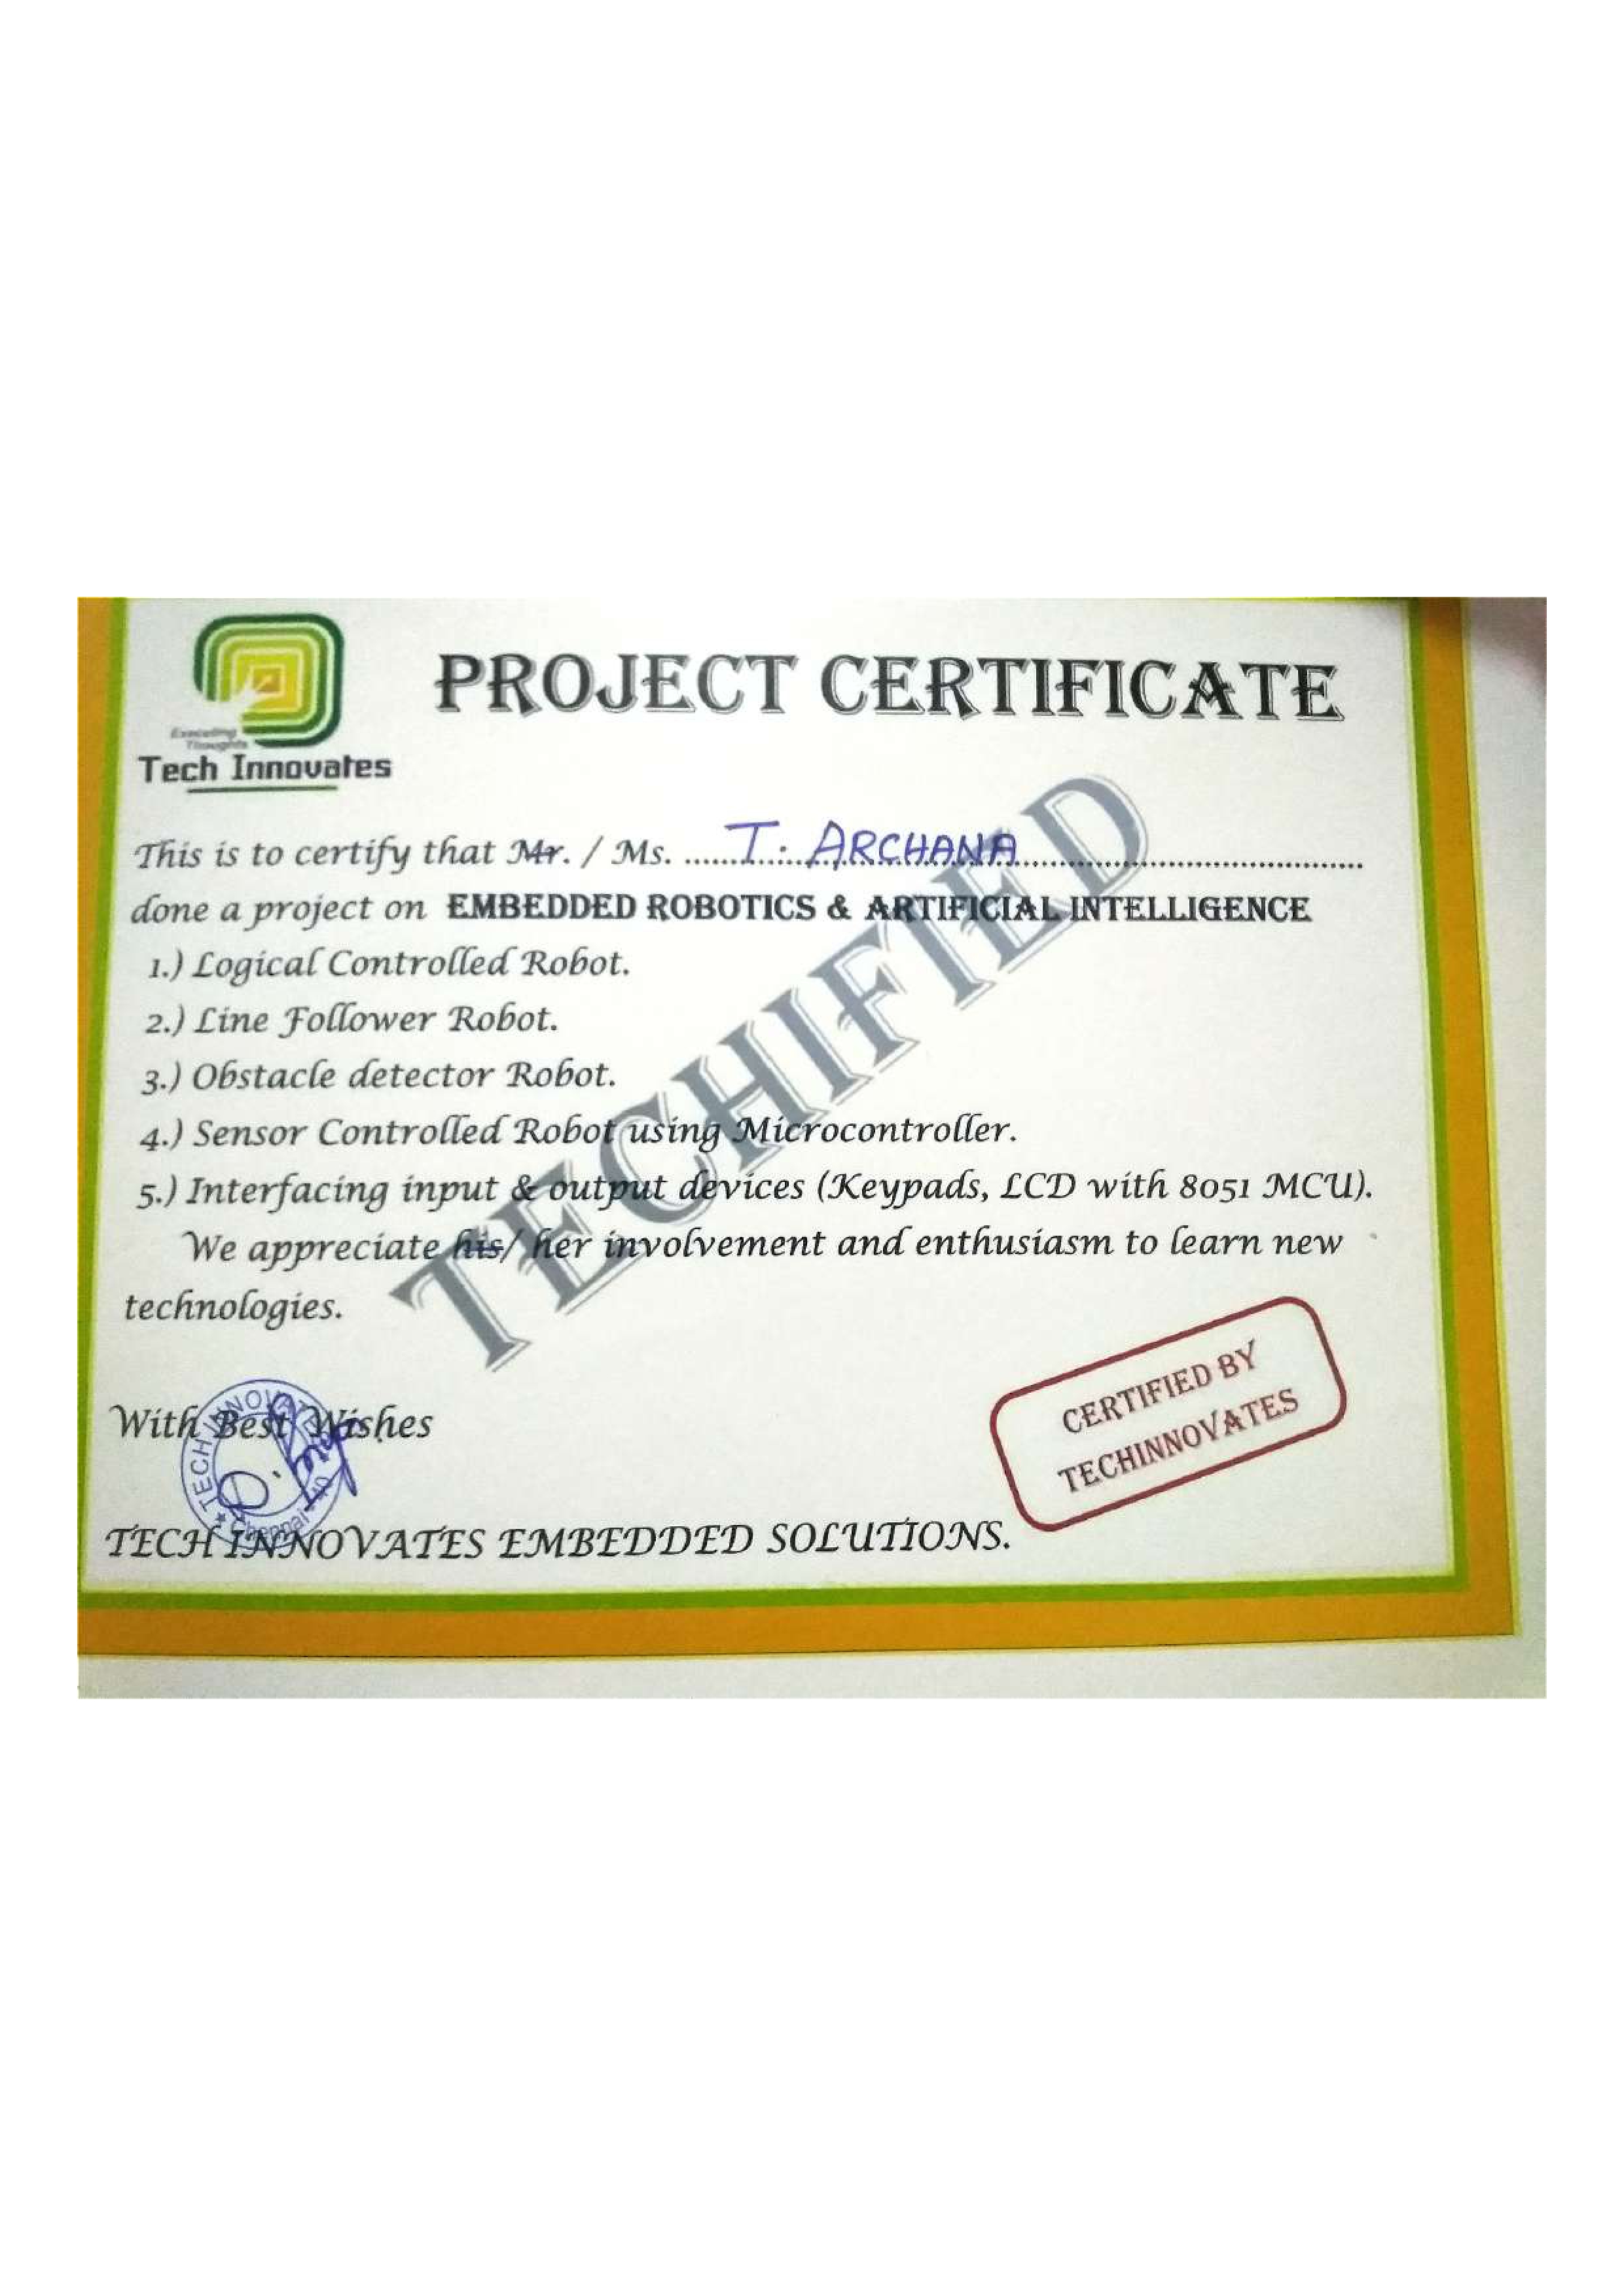 PROJECT CERTIFICATE
Executing
Thoughts
Tech Innovates
This is to certify that Mr. / Ms. ......T. ARCHANA......
done a project on EMBEDDED ROBOTICS & ARTIFICIAL INTELLIGENCE
1.) Logical Controlled Robot.
2.) Line Follower Robot.
3.) Obstacle detector Robot.
4.) Sensor Controlled Robot using Microcontroller.
5.) Interfacing input & output devices (Keypads, LCD with 8051 MCU).
We appreciate his/ her involvement and enthusiasm to learn new
technologies.
TECHIFIED
CERTIFIED BY
TECHINNOVATES
With Best Wishes
TECH INNOVATES
Chennai
TECH INNOVATES EMBEDDED SOLUTIONS.